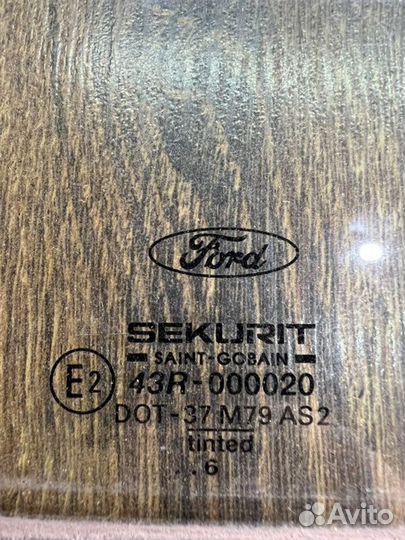 Ford
SEKURIT
SAINT-GOBAIN
E2 43R-000020
DOT-37 M79 AS2
tinted
..6
Avito